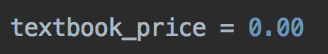 textbook_price = 0.00